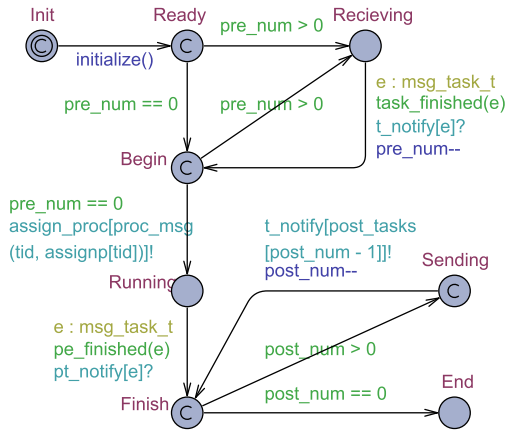 Init
Ready
Recieving
pre_num > 0
initialize()
e : msg_task_t
task_finished(e)
t_notify[e]?
pre_num--
pre_num == 0
pre_num > 0
Begin
pre_num == 0
assign_proc[proc_msg
(tid, assignp[tid])]!
t_notify[post_tasks
[post_num - 1]]!
post_num--
Sending
Running
e : msg_task_t
pe_finished(e)
pt_notify[e]?
post_num > 0
End
post_num == 0
Finish
C
C
C
C
C